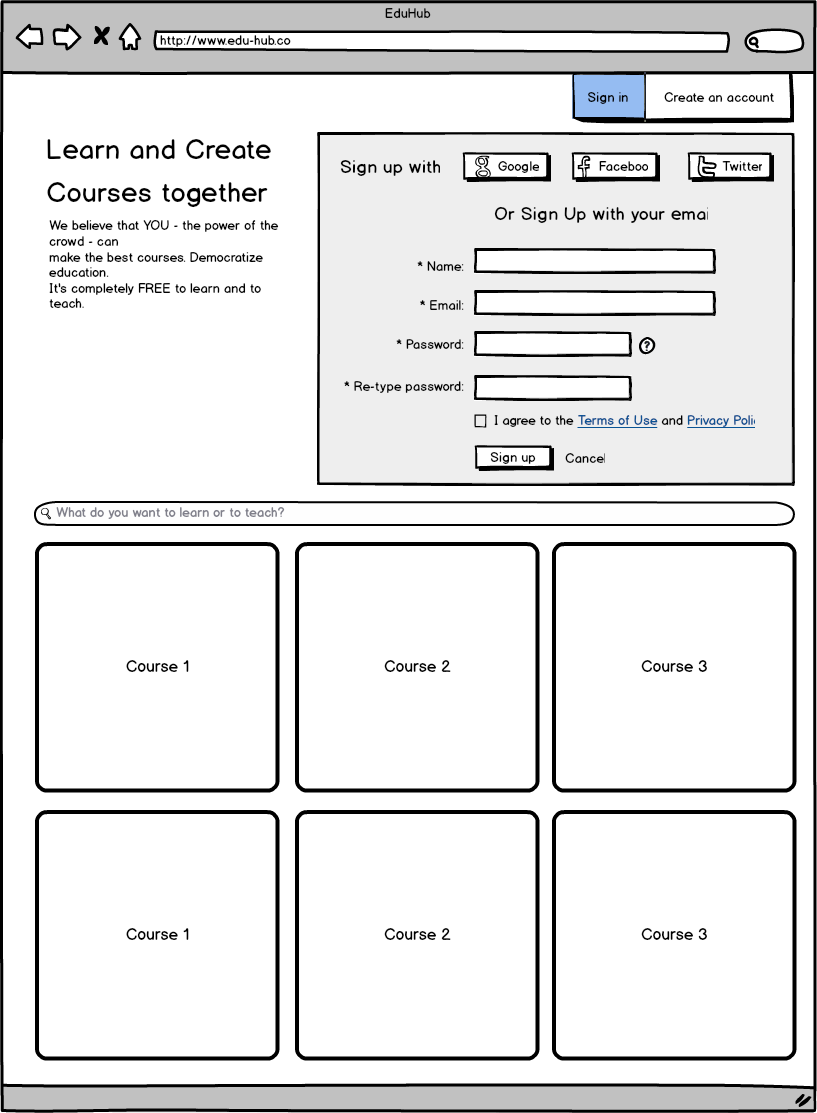 EduHub
http://www.edu-hub.co
Sign in
Create an account
Learn and Create
Courses together
We believe that YOU - the power of the
crowd - can
make the best courses. Democratize
education.
It's completely FREE to learn and to
teach.
Sign up with
Google
Faceboo
Twitter
Or Sign Up with your emai
* Name:
* Email:
* Password:
?
* Re-type password:
I agree to the Terms of Use and Privacy Poli
Sign up
Cancel
What do you want to learn or to teach?
Course 1
Course 2
Course 3
Course 1
Course 2
Course 3